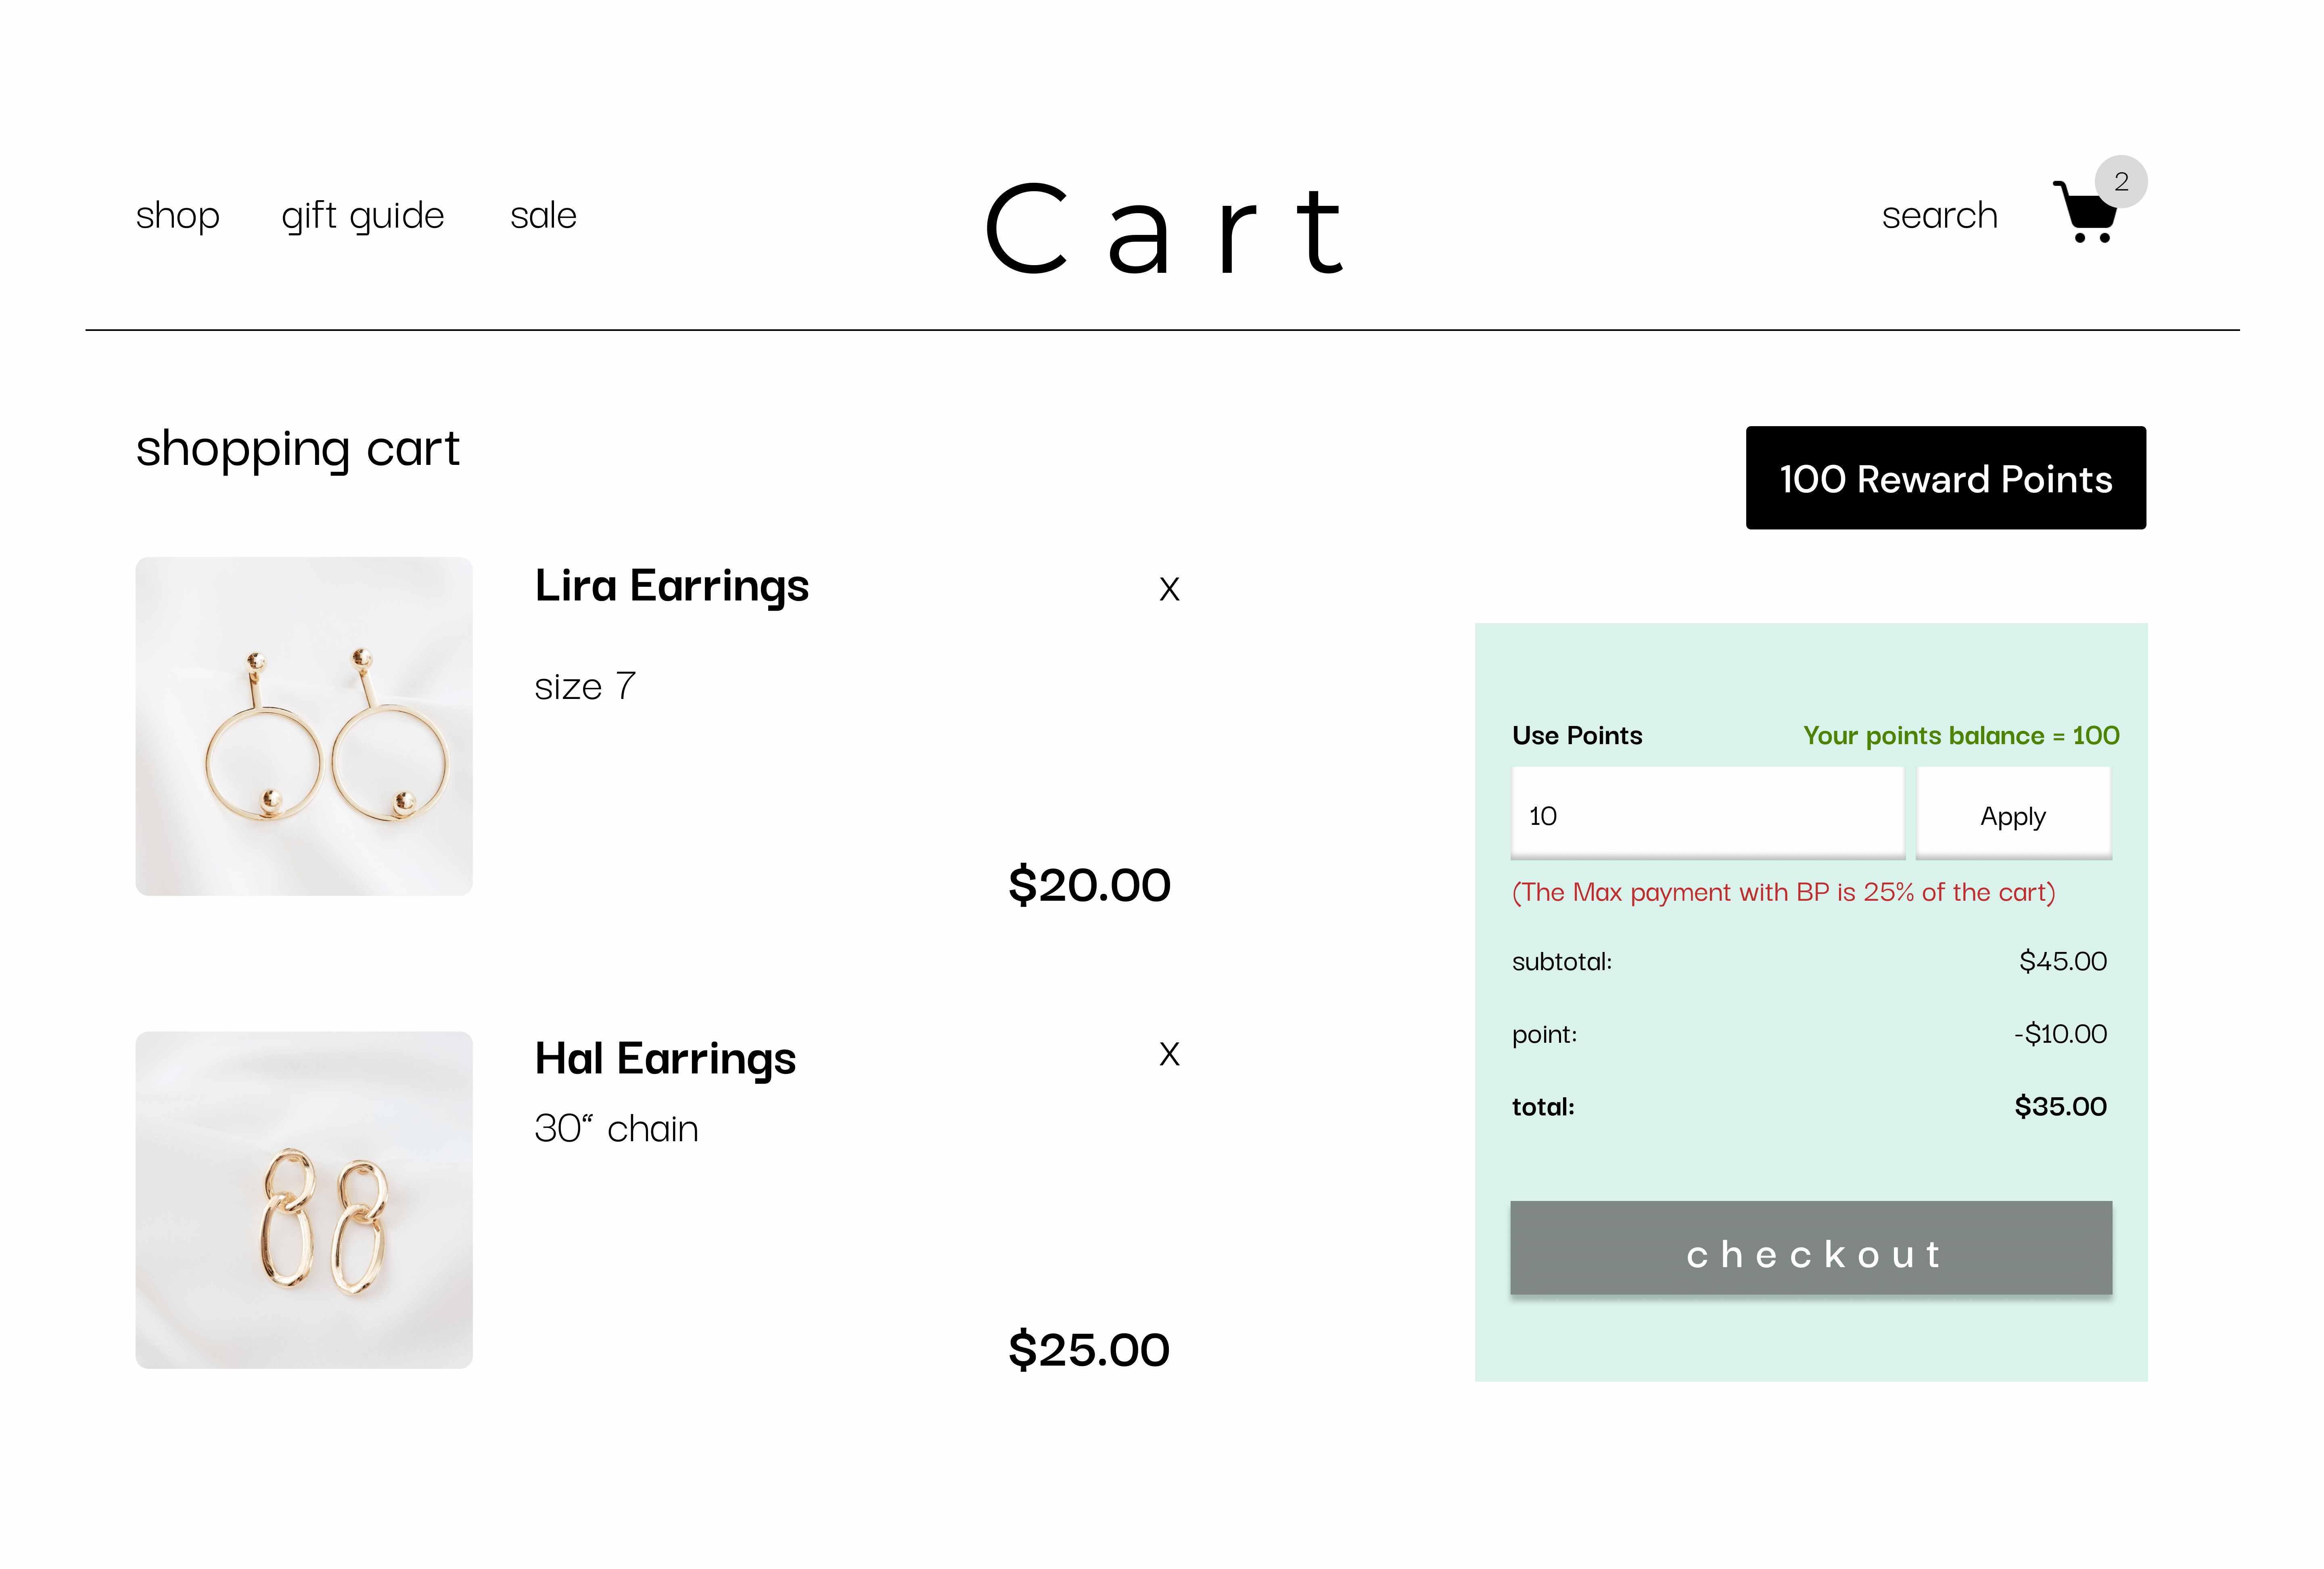 shop gift guide sale
Cart
search
2
shopping cart
100 Reward Points
Lira Earrings
x
size 7
$20.00
Hal Earrings
x
30“ chain
$25.00
Use Points
Your points balance = 100
10
Apply
(The Max payment with BP is 25% of the cart)
subtotal: $45.00
point: -$10.00
total: $35.00
checkout